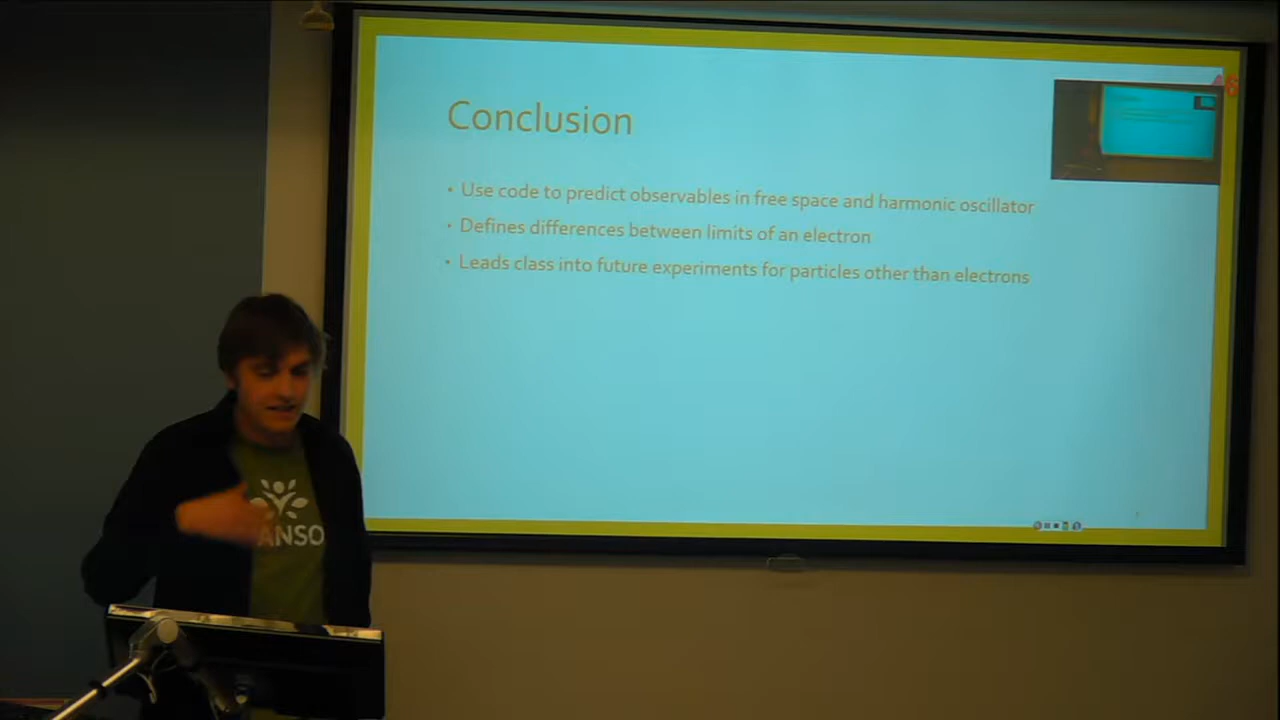 Conclusion
• Use code to predict observables in free space and harmonic oscillator
• Defines differences between limits of an electron
• Leads class into future experiments for particles other than electrons
ANSO